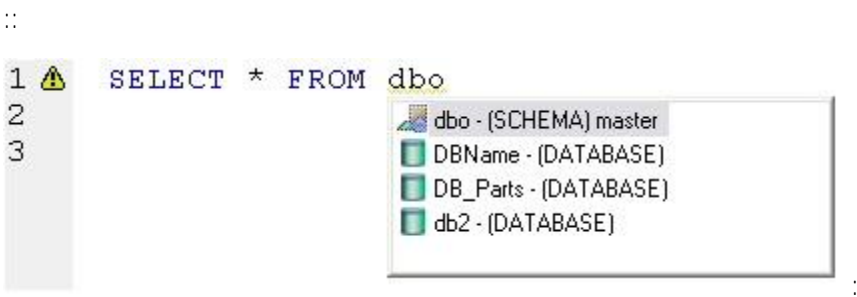 ::
1 SELECT * FROM dbo
dbo - (SCHEMA) master
2
DBName - (DATABASE)
3
DB_Parts - (DATABASE)
db2 - (DATABASE)
: